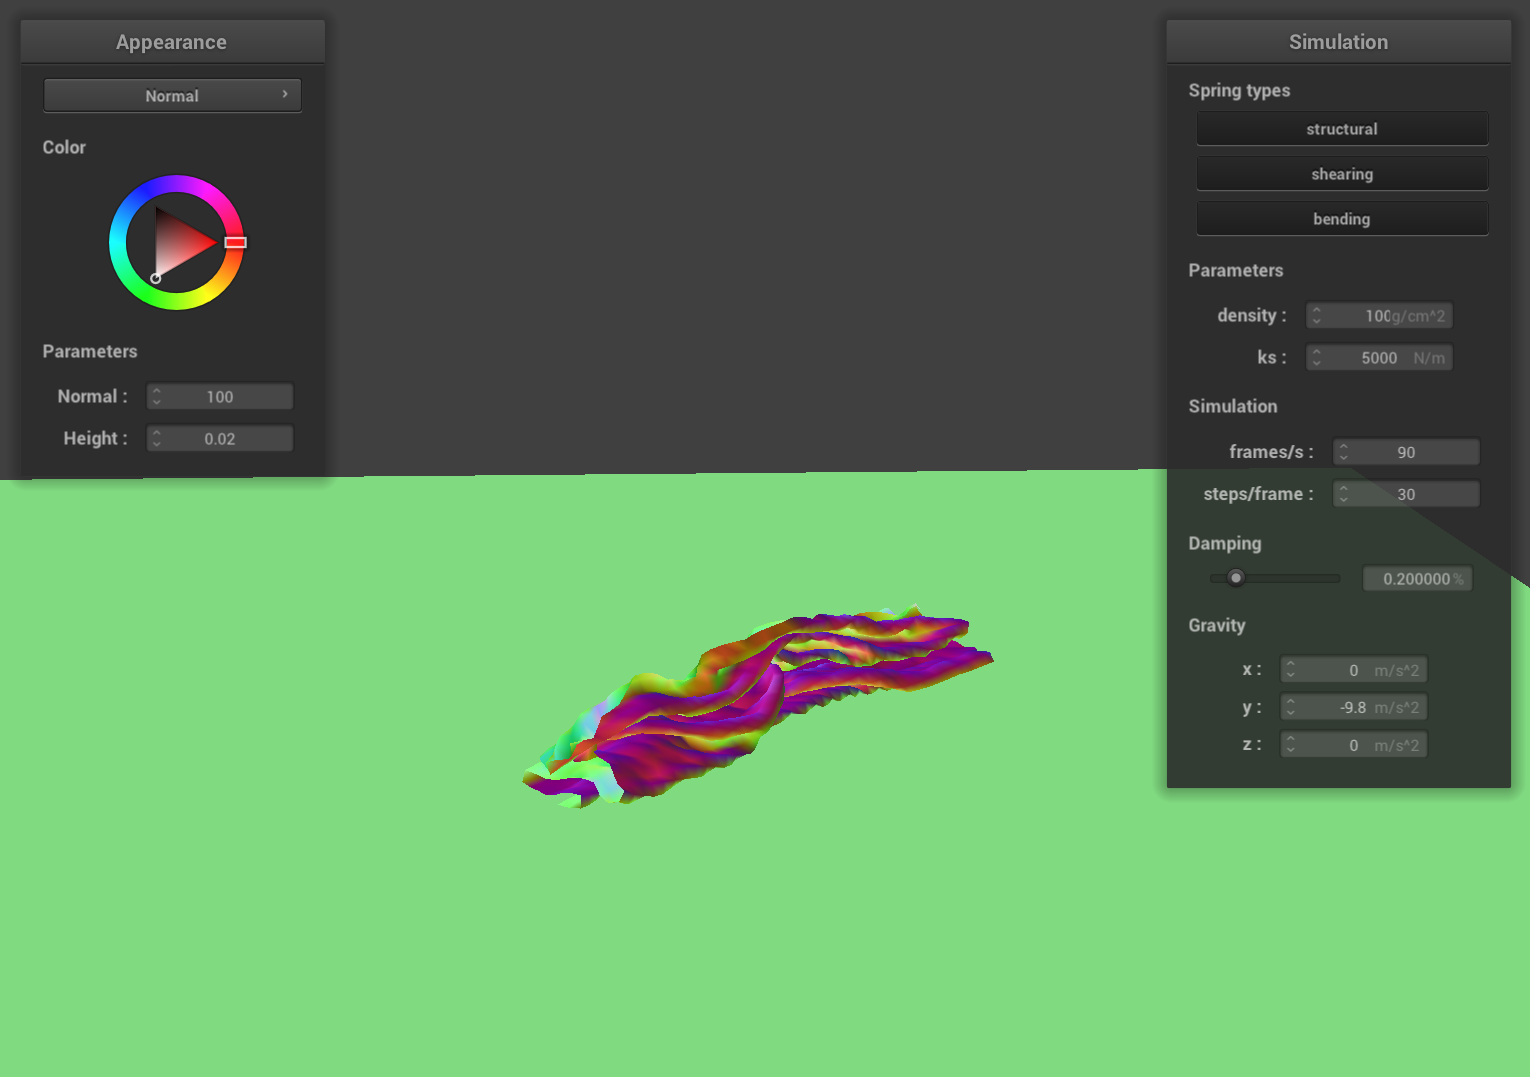 Appearance
Normal
Color
Parameters
Normal : 100
Height : 0.02
Simulation
Spring types
structural
shearing
bending
Parameters
density : 100 g/cm^2
ks : 5000 N/m
Simulation
frames/s : 90
steps/frame : 30
Damping
0.200000 %
Gravity
x : 0 m/s^2
y : -9.8 m/s^2
z : 0 m/s^2